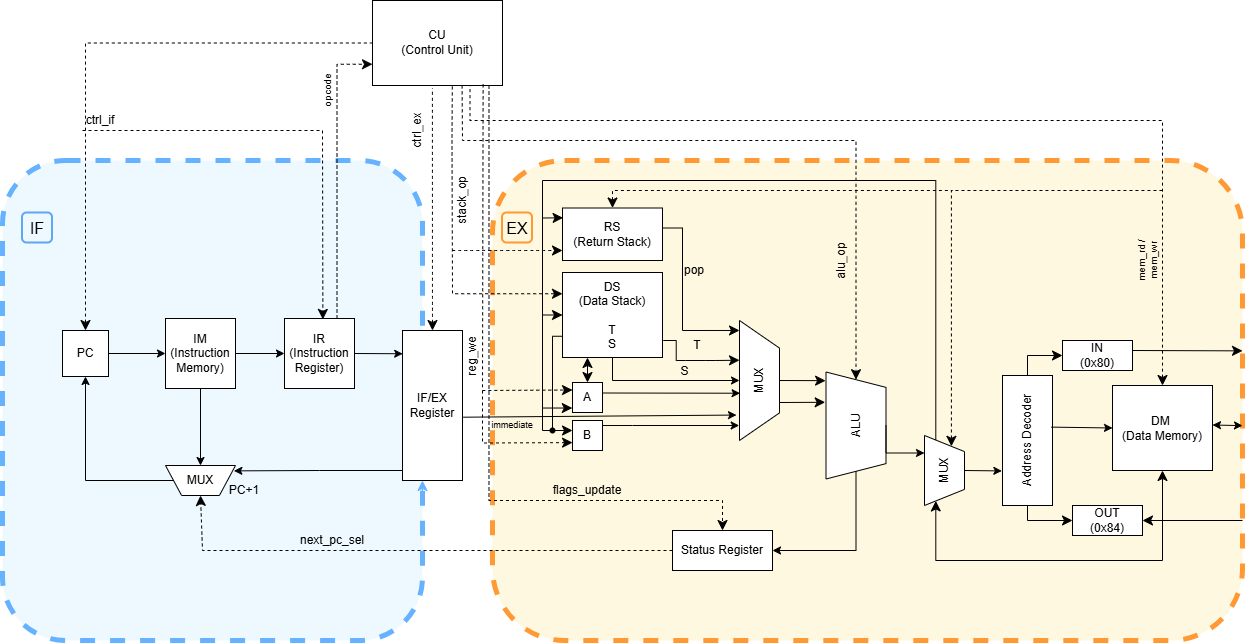 CU
(Control Unit)
opcode
ctrl_if
ctrl_ex
stack_op
IF
EX
RS
(Return Stack)
alu_op
mem_rd /
mem_wr
pop
DS
(Data Stack)
T
S
PC
IM
(Instruction
Memory)
IR
(Instruction
Register)
reg_we
T
S
IN
(0x80)
MUX
IF/EX
Register
A
immediate
B
ALU
Address Decoder
DM
(Data Memory)
MUX
MUX
PC+1
flags_update
OUT
(0x84)
next_pc_sel
Status Register